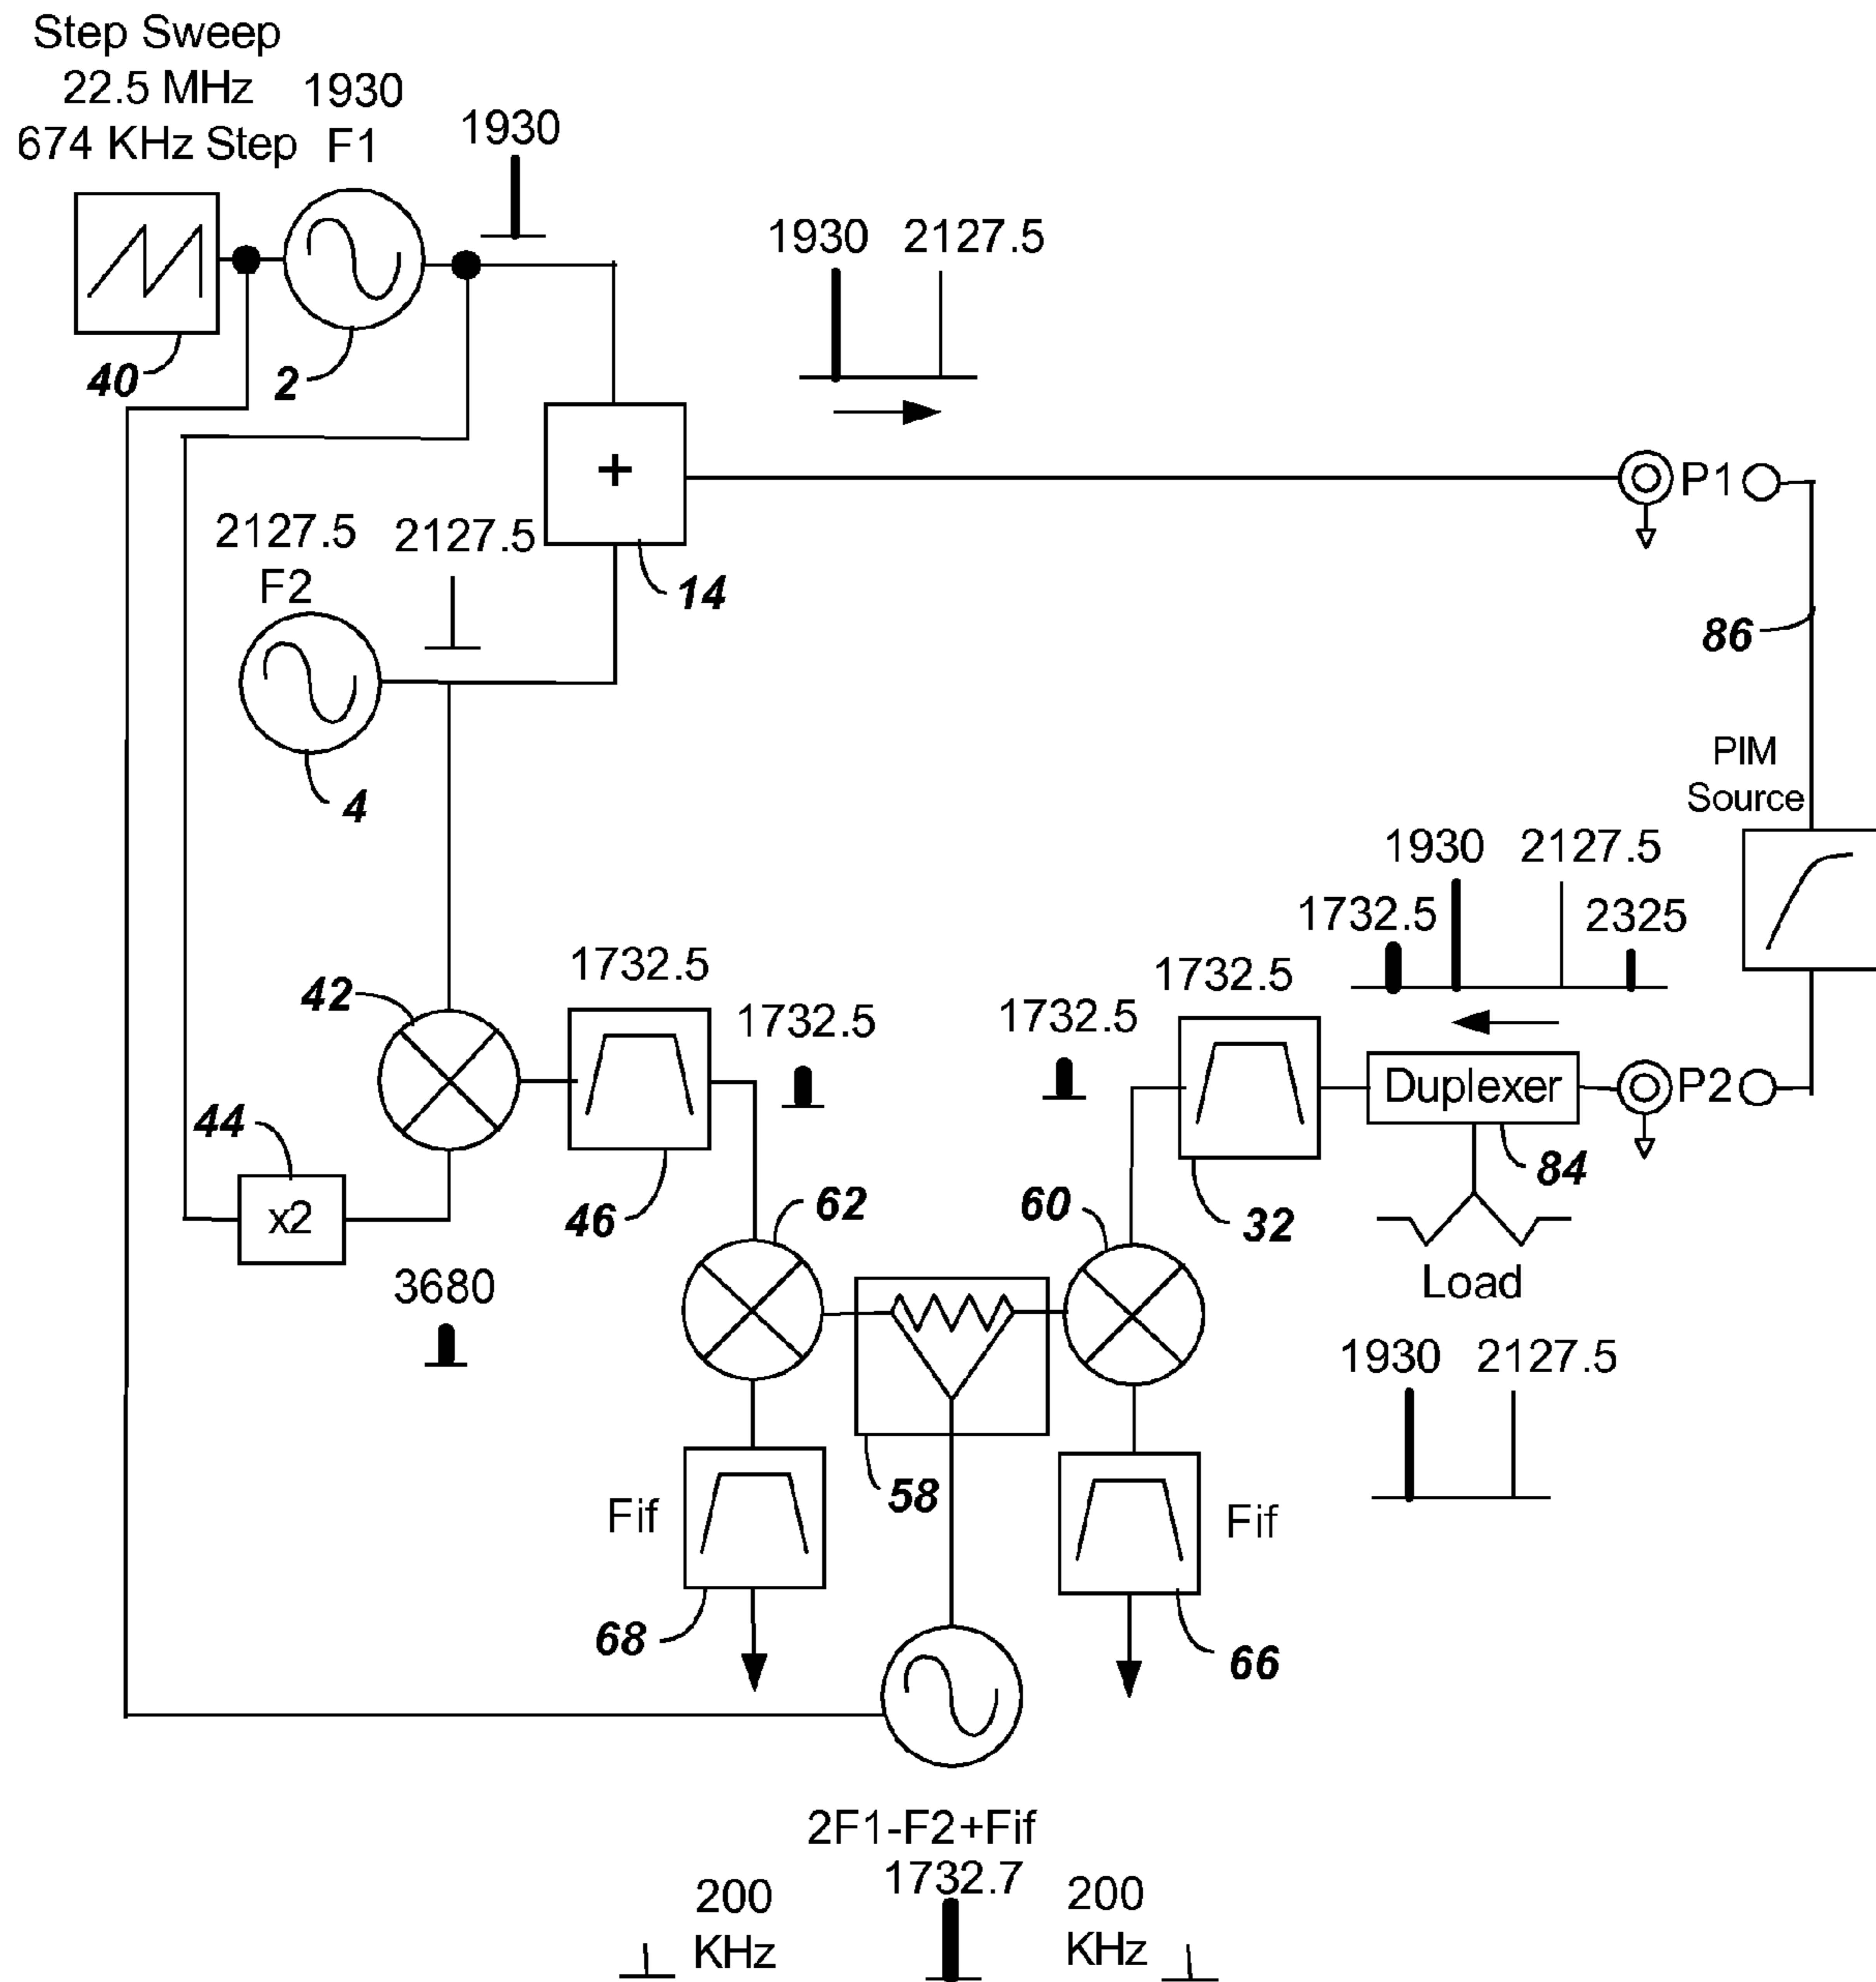 Step Sweep
22.5 MHz
674 KHz Step
1930
F1
1930
1930 2127.5
40
2
+
P1
2127.5
F2
2127.5
14
86
4
PIM
Source
1930 2127.5
1732.5
2325
42
1732.5
1732.5
1732.5
1732.5
Duplexer
P2
44
x2
46
62
60
32
84
3680
Load
1930 2127.5
58
Fif
Fif
68
66
2F1-F2+Fif
1732.7
200
KHz
200
KHz